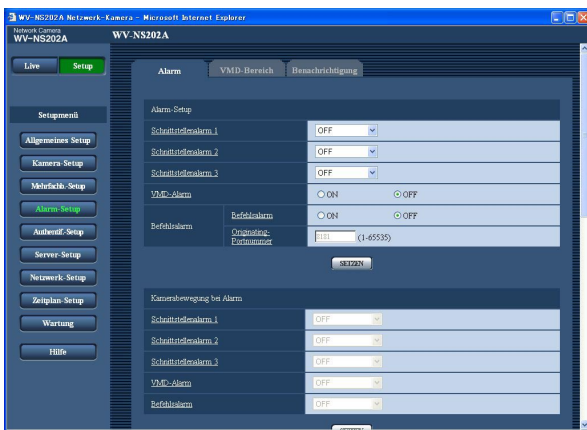 WV-NS202A Netzwerk-Kamera - Microsoft Internet Explorer
Network Camera
WV-NS202A
WV-NS202A
Live
Setup
Alarm
VMD-Bereich
Benachrichtigung
Setupmenü
Allgemeines Setup
Kamera-Setup
Mehrfachb.-Setup
Alarm-Setup
Authentif.-Setup
Server-Setup
Netzwerk-Setup
Zeitplan-Setup
Wartung
Hilfe
Alarm-Setup
Schnittstellenalarm 1 OFF
Schnittstellenalarm 2 OFF
Schnittstellenalarm 3 OFF
VMD-Alarm ON OFF
Befehlsalarm
Befehlsalarm ON OFF
Originating-
Portnummer
8181 (1-65535)
SETZEN
Kamerabewegung bei Alarm
Schnittstellenalarm 1 OFF
Schnittstellenalarm 2 OFF
Schnittstellenalarm 3 OFF
VMD-Alarm OFF
Befehlsalarm OFF